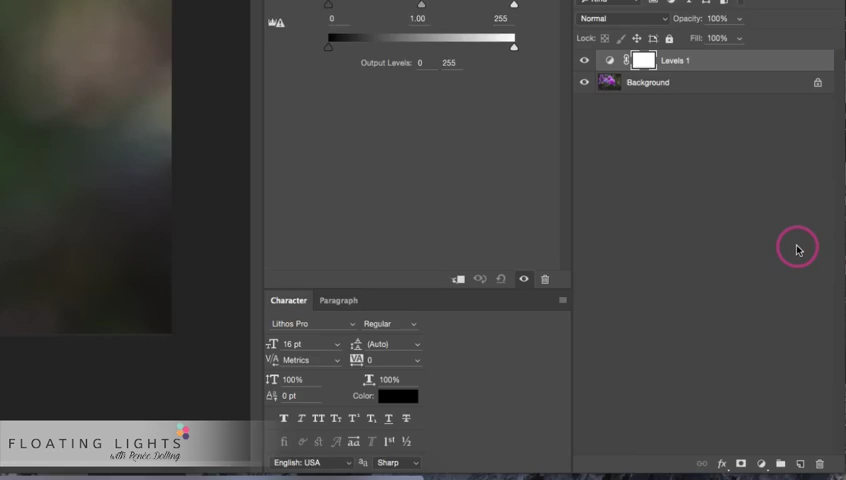 Normal Opacity: 100%
Lock: Fill: 100%
0 1.00 255
Levels 1
Output Levels: 0 255
Background
Character Paragraph
Lithos Pro Regular
16 pt (Auto)
Metrics 0
100% 100%
0 pt Color:
English: USA Sharp
FLOATING LIGHTS
with Renée Dolling